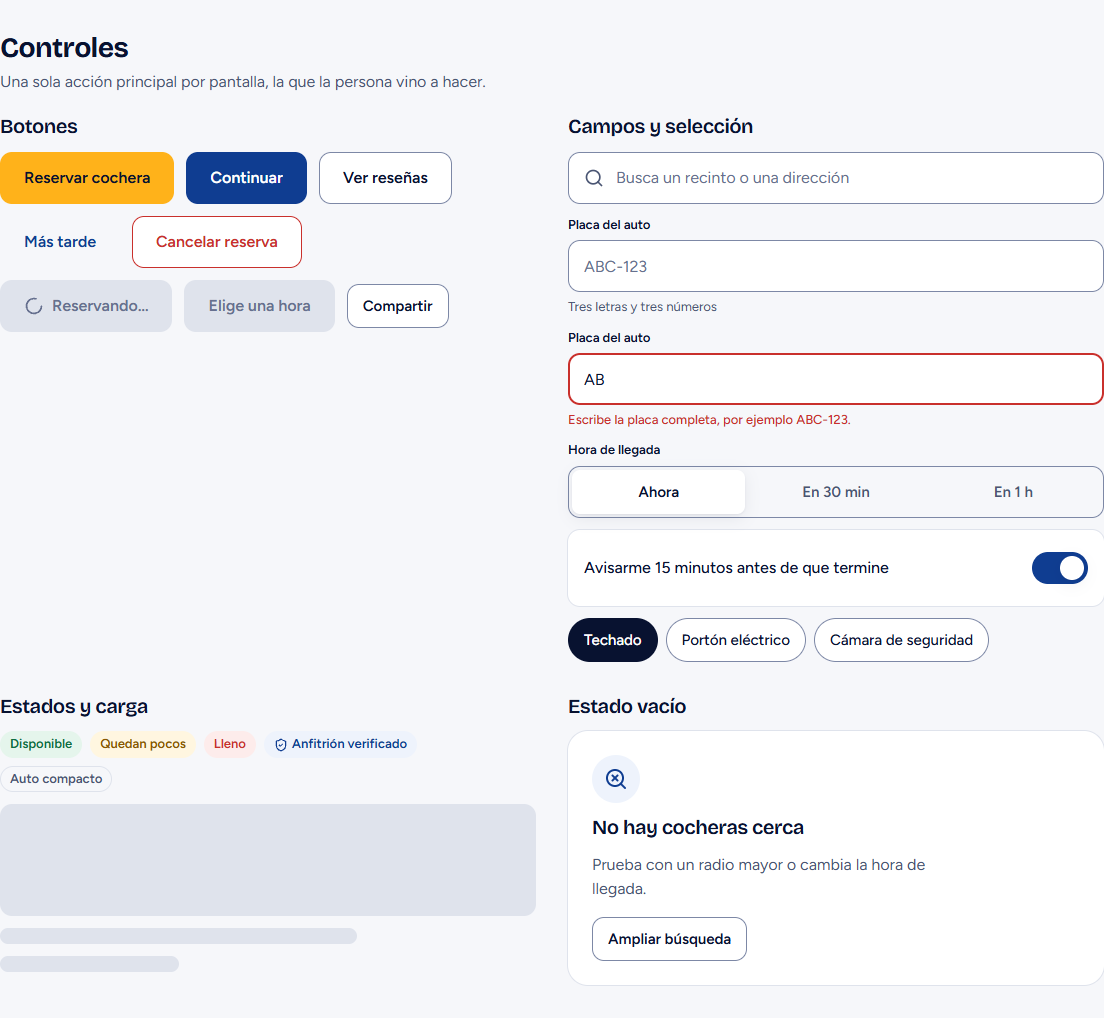 Controles
Una sola acción principal por pantalla, la que la persona vino a hacer.
Botones
Reservar cochera
Continuar
Ver reseñas
Más tarde
Cancelar reserva
Reservando...
Elige una hora
Compartir
Campos y selección
Busca un recinto o una dirección
Placa del auto
ABC-123
Tres letras y tres números
Placa del auto
AB
Escribe la placa completa, por ejemplo ABC-123.
Hora de llegada
Ahora
En 30 min
En 1 h
Avisarme 15 minutos antes de que termine
Techado
Portón eléctrico
Cámara de seguridad
Estados y carga
Disponible
Quedan pocos
Lleno
Anfitrión verificado
Auto compacto
Estado vacío
No hay cocheras cerca
Prueba con un radio mayor o cambia la hora de
llegada.
Ampliar búsqueda